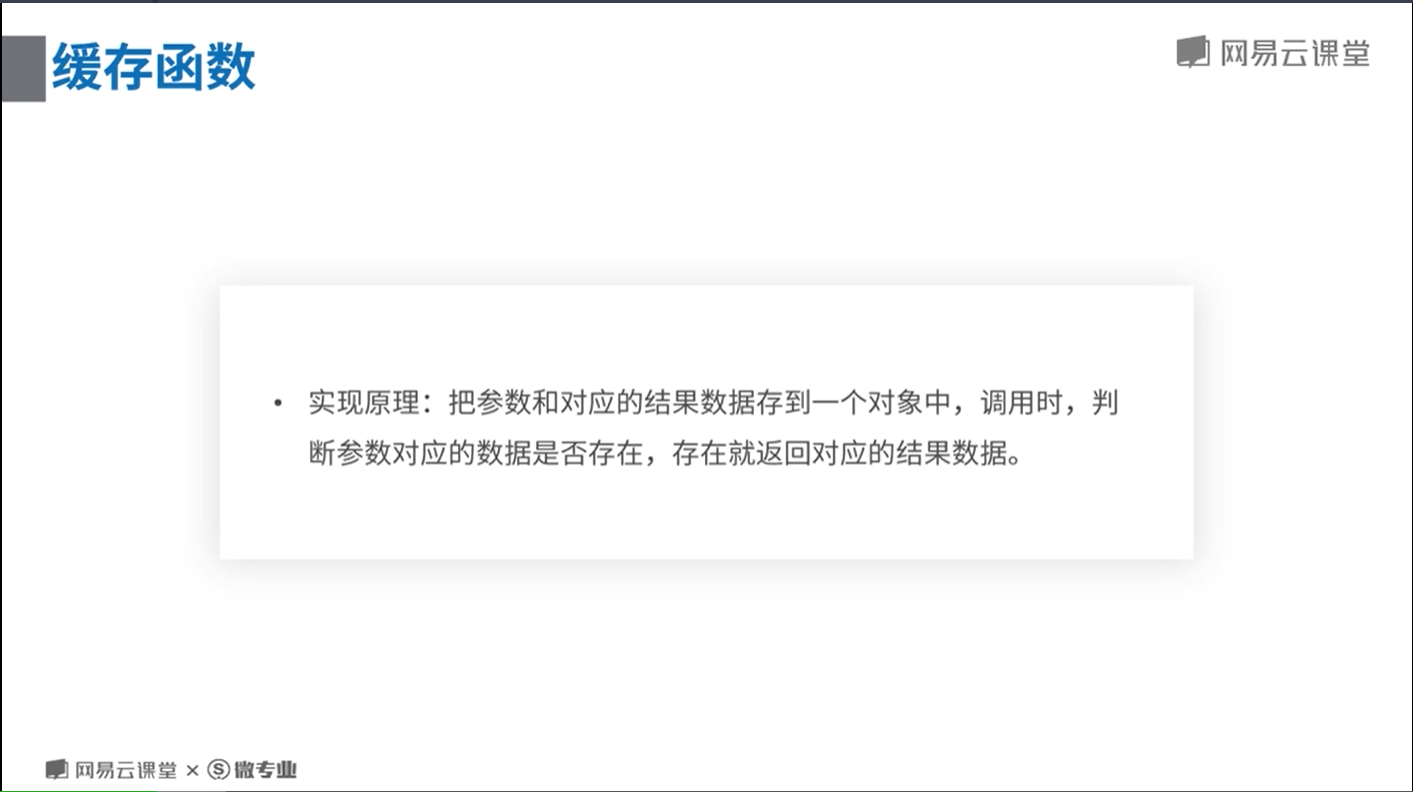 缓存函数
网易云课堂
• 实现原理：把参数和对应的结果数据存到一个对象中，调用时，判
断参数对应的数据是否存在，存在就返回对应的结果数据。
网易云课堂 × S 微专业